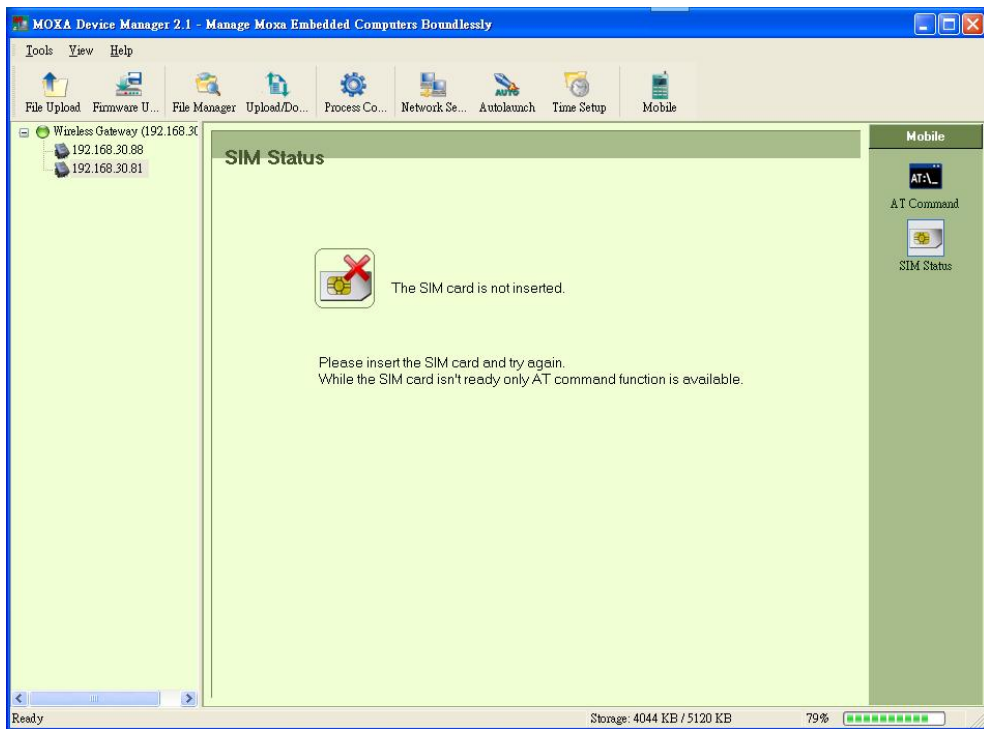 MOXA Device Manager 2.1 - Manage Moxa Embedded Computers Boundlessly
Tools View Help
File Upload Firmware U... File Manager Upload/Do... Process Co... Network Se... Autolaunch Time Setup Mobile
Wireless Gateway (192.168.30
192.168.30.88
192.168.30.81
SIM Status
The SIM card is not inserted.
Please insert the SIM card and try again.
While the SIM card isn't ready only AT command function is available.
Mobile
AT:\_
AT Command
SIM Status
Ready
Storage: 4044 KB / 5120 KB
79%